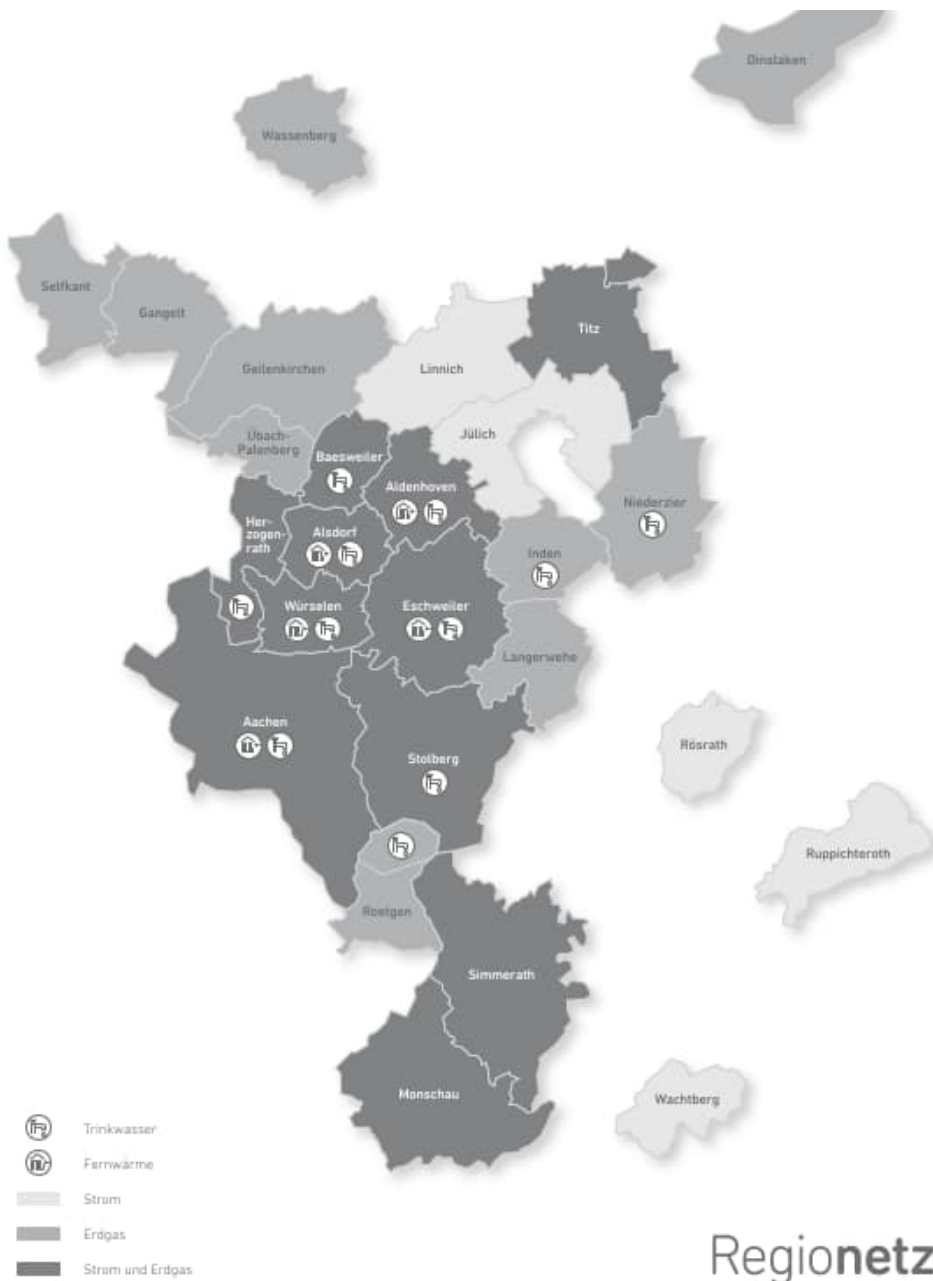 Dinslaken
Wassenberg
Selfkant
Gangelt
Titz
Geilenkirchen
Linnich
Übach-
Palenberg
Jülich
Baesweiler
Aldenhoven
Niederzier
Her-
zogen-
rath
Alsdorf
Inden
Würselen
Eschweiler
Langerwehe
Aachen
Stolberg
Rösrath
Ruppichteroth
Roetgen
Simmerath
Monschau
Wachtberg
Trinkwasser
Fernwärme
Strom
Erdgas
Strom und Erdgas
Regionetz